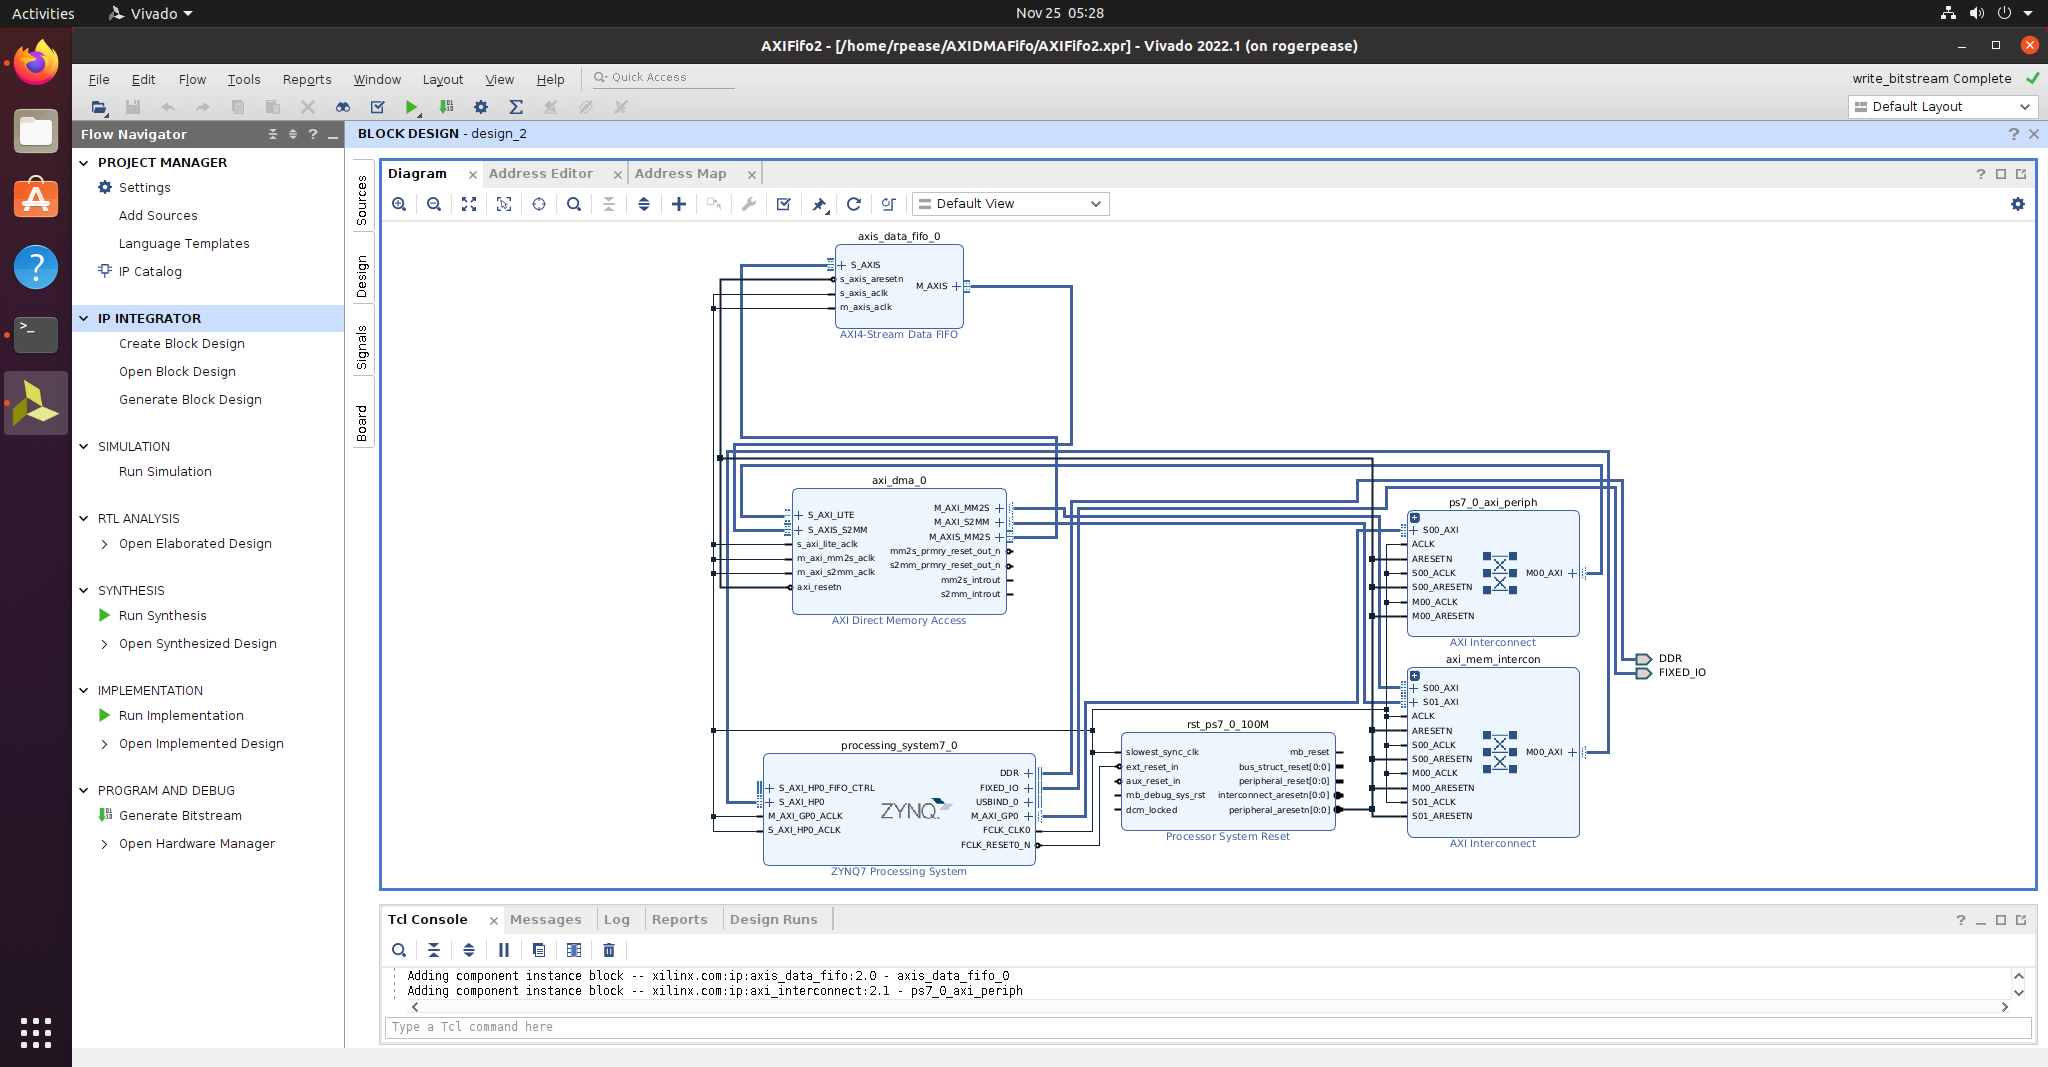 Activities
Vivado
Nov 25 05:28
AXIFifo2 - [/home/rpease/AXIDMAFifo/AXIFifo2.xpr] - Vivado 2022.1 (on rogerpease)
File Edit Flow Tools Reports Window Layout View Help
Quick Access
write_bitstream Complete
Default Layout
Flow Navigator
PROJECT MANAGER
Settings
Add Sources
Language Templates
IP Catalog
IP INTEGRATOR
Create Block Design
Open Block Design
Generate Block Design
SIMULATION
Run Simulation
RTL ANALYSIS
Open Elaborated Design
SYNTHESIS
Run Synthesis
Open Synthesized Design
IMPLEMENTATION
Run Implementation
Open Implemented Design
PROGRAM AND DEBUG
Generate Bitstream
Open Hardware Manager
BLOCK DESIGN - design_2
Sources
Design
Signals
Board
Diagram
Address Editor
Address Map
Default View
axis_data_fifo_0
S_AXIS
s_axis_aresetn
s_axis_aclk
m_axis_aclk
M_AXIS
AXI4-Stream Data FIFO
axi_dma_0
S_AXI_LITE
S_AXIS_S2MM
s_axi_lite_aclk
m_axi_mm2s_aclk
m_axi_s2mm_aclk
axi_resetn
M_AXI_MM2S
M_AXI_S2MM
M_AXIS_MM2S
mm2s_prmry_reset_out_n
s2mm_prmry_reset_out_n
mm2s_introut
s2mm_introut
AXI Direct Memory Access
processing_system7_0
S_AXI_HP0_FIFO_CTRL
S_AXI_HP0
M_AXI_GP0_ACLK
S_AXI_HP0_ACLK
ZYNQ
DDR
FIXED_IO
USBIND_0
M_AXI_GP0
FCLK_CLK0
FCLK_RESET0_N
ZYNQ7 Processing System
rst_ps7_0_100M
slowest_sync_clk
ext_reset_in
aux_reset_in
mb_debug_sys_rst
dcm_locked
mb_reset
bus_struct_reset[0:0]
peripheral_reset[0:0]
interconnect_aresetn[0:0]
peripheral_aresetn[0:0]
Processor System Reset
ps7_0_axi_periph
S00_AXI
ACLK
ARESETN
S00_ACLK
S00_ARESETN
M00_ACLK
M00_ARESETN
M00_AXI
AXI Interconnect
axi_mem_intercon
S00_AXI
S01_AXI
ACLK
ARESETN
S00_ACLK
S00_ARESETN
M00_ACLK
M00_ARESETN
S01_ACLK
S01_ARESETN
M00_AXI
AXI Interconnect
DDR
FIXED_IO
Tcl Console
Messages
Log
Reports
Design Runs
Adding component instance block -- xilinx.com:ip:axis_data_fifo:2.0 - axis_data_fifo_0
Adding component instance block -- xilinx.com:ip:axi_interconnect:2.1 - ps7_0_axi_periph
Type a Tcl command here